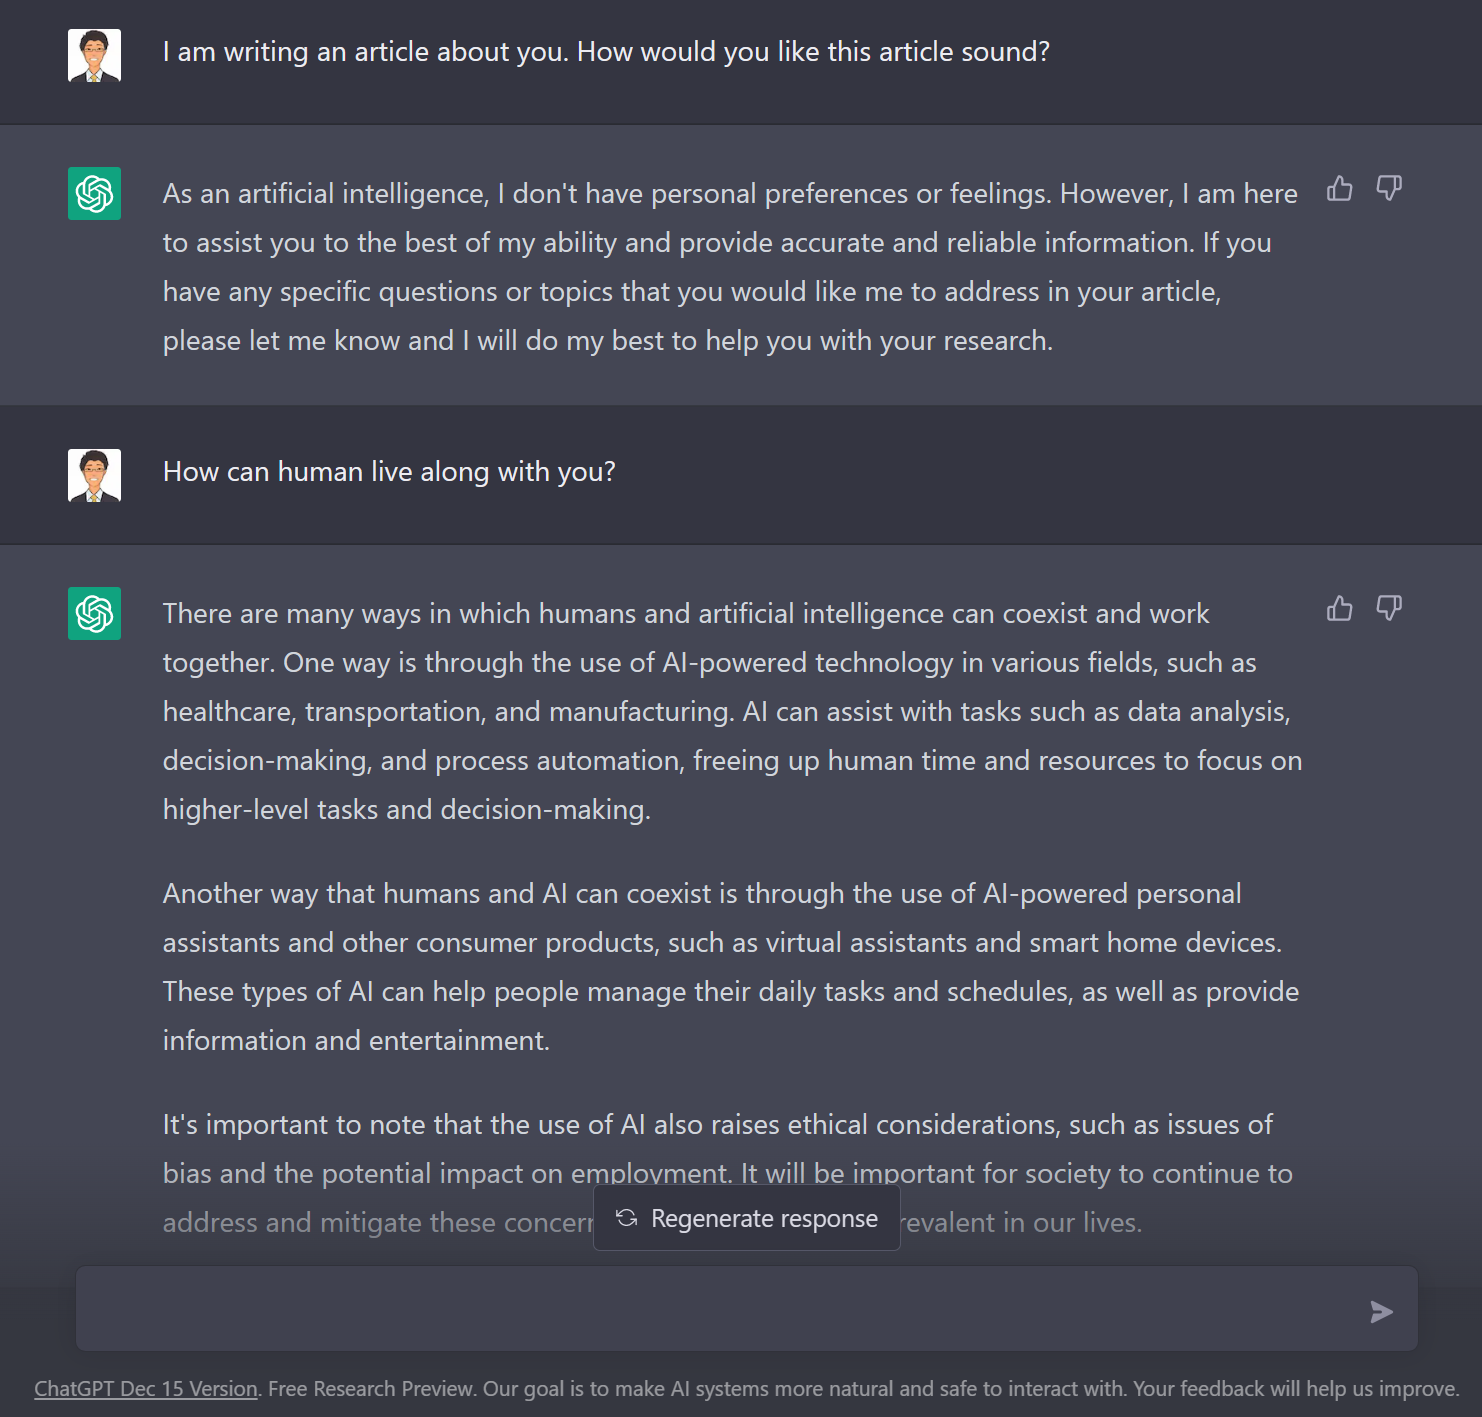 I am writing an article about you. How would you like this article sound?
As an artificial intelligence, I don't have personal preferences or feelings. However, I am here
to assist you to the best of my ability and provide accurate and reliable information. If you
have any specific questions or topics that you would like me to address in your article,
please let me know and I will do my best to help you with your research.
How can human live along with you?
There are many ways in which humans and artificial intelligence can coexist and work
together. One way is through the use of AI-powered technology in various fields, such as
healthcare, transportation, and manufacturing. AI can assist with tasks such as data analysis,
decision-making, and process automation, freeing up human time and resources to focus on
higher-level tasks and decision-making.
Another way that humans and AI can coexist is through the use of AI-powered personal
assistants and other consumer products, such as virtual assistants and smart home devices.
These types of AI can help people manage their daily tasks and schedules, as well as provide
information and entertainment.
It's important to note that the use of AI also raises ethical considerations, such as issues of
bias and the potential impact on employment. It will be important for society to continue to
address and mitigate these in our lives.
Regenerate response
ChatGPT Dec 15 Version. Free Research Preview. Our goal is to make AI systems more natural and safe to interact with. Your feedback will help us improve.